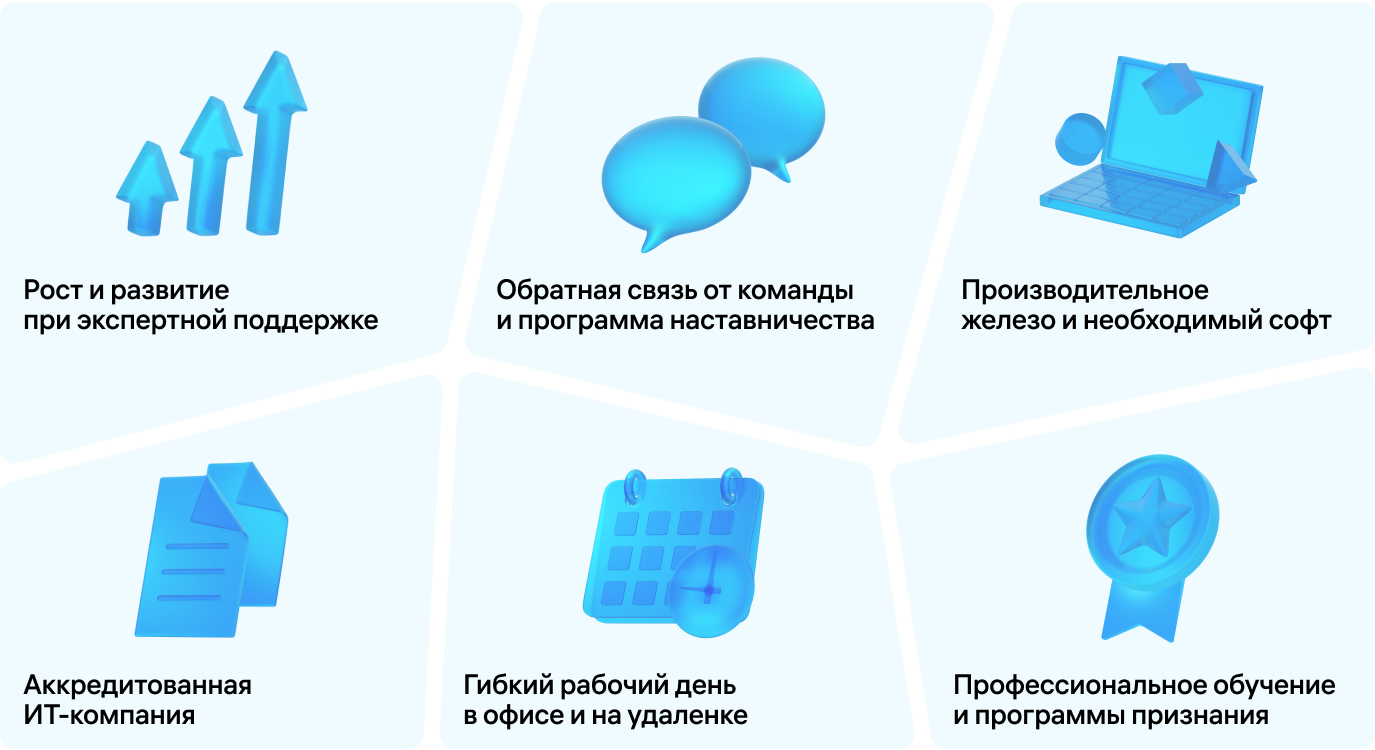 Рост и развитие
при экспертной поддержке
Обратная связь от команды
и программа наставничества
Производительное
железо и необходимый софт
Аккредитованная
ИТ-компания
Гибкий рабочий день
в офисе и на удаленке
Профессиональное обучение
и программы признания